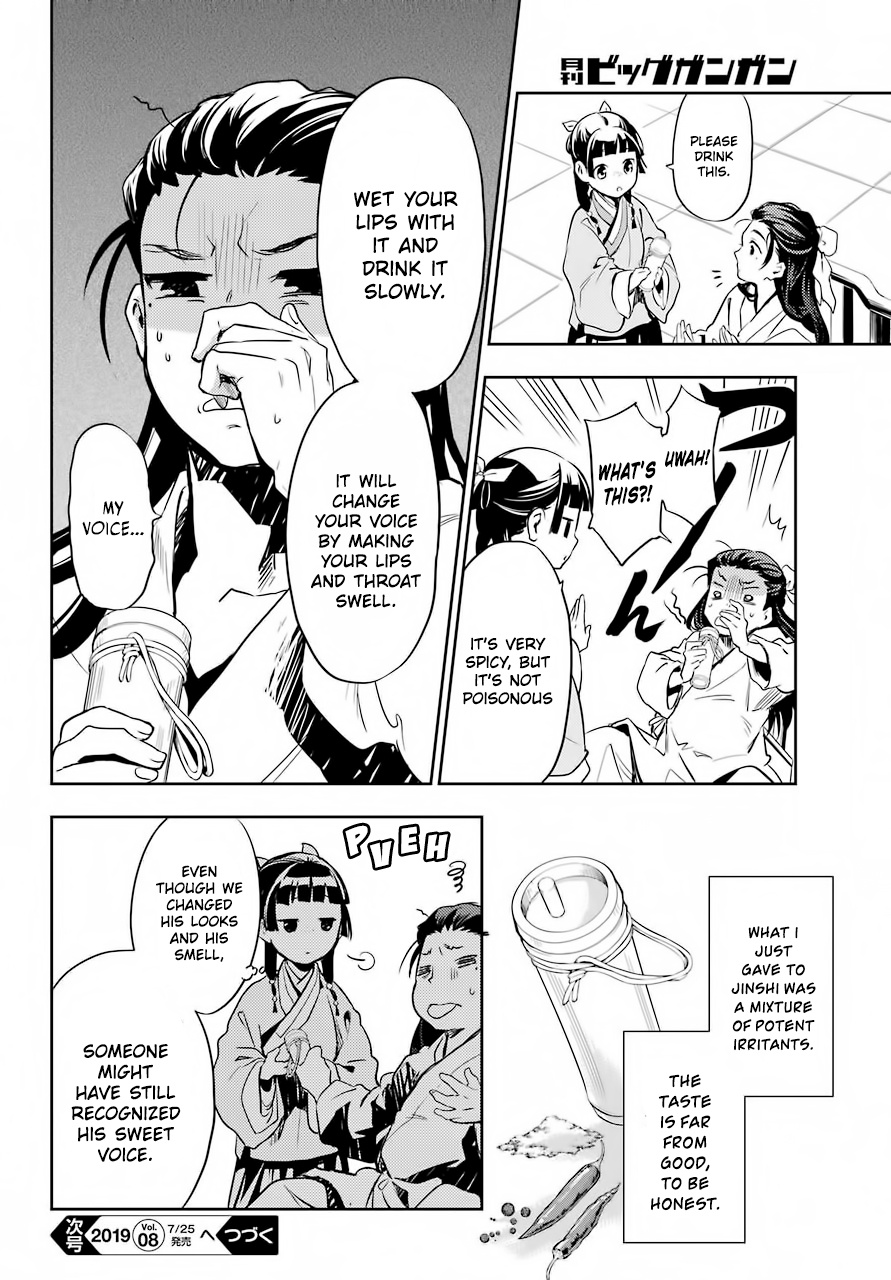 月刊ビッグガンガン
PLEASE
DRINK
THIS.
UWAH!
WHAT'S
THIS?!
つーん
IT'S VERY
SPICY, BUT
IT'S NOT
POISONOUS
WET YOUR
LIPS WITH
IT AND
DRINK IT
SLOWLY.
IT WILL
CHANGE
YOUR VOICE
BY MAKING
YOUR LIPS
AND THROAT
SWELL.
MY
VOICE...
WHAT I
JUST
GAVE TO
JINSHI WAS
A MIXTURE
OF POTENT
IRRITANTS.
THE
TASTE
IS FAR
FROM
GOOD,
TO BE
HONEST.
PVEH
EVEN
THOUGH WE
CHANGED
HIS LOOKS
AND HIS
SMELL,
SOMEONE
MIGHT
HAVE STILL
RECOGNIZED
HIS SWEET
VOICE.
次号 2019 Vol. 08 7/25 発売 へ つづく